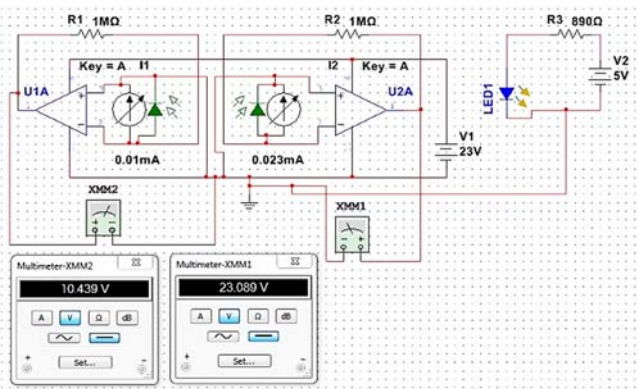 R1 1MΩ
R2 1MΩ
R3 890Ω
Key = A
I1
I2
Key = A
V2
5V
U1A
U2A
LED1
V1
23V
0.01mA
0.023mA
XMM2
XMM1
Multimeter-XMM2
10.439 V
A V Ω dB
+ Set... -
Multimeter-XMM1
23.089 V
A V Ω dB
+ Set... -